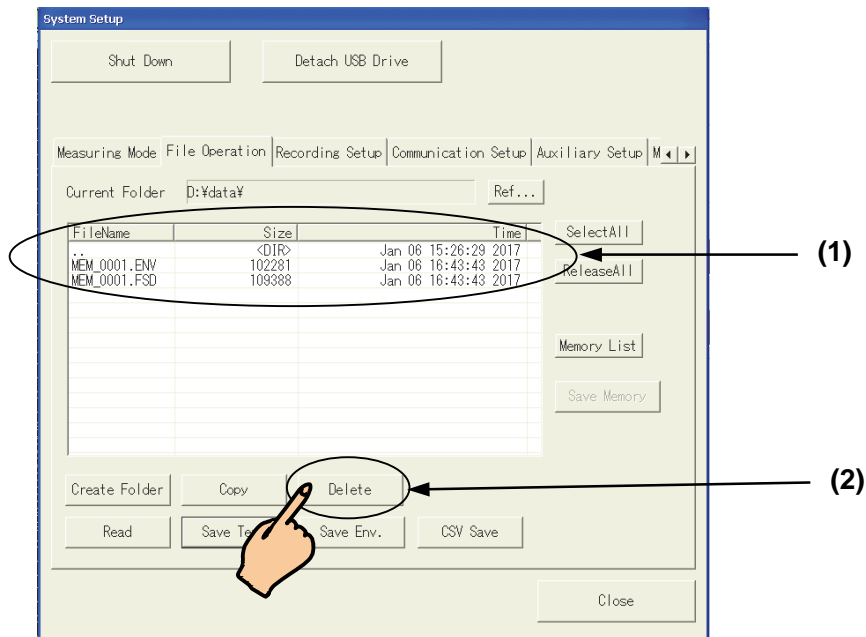 System Setup
Shut Down Detach USB Drive
Measuring Mode File Operation Recording Setup Communication Setup Auxiliary Setup M
Current Folder D:¥data¥ Ref...
FileName Size Time SelectAll
.. <DIR> Jan 06 15:26:29 2017 (1)
MEM_0001.ENV 102281 Jan 06 16:43:43 2017 ReleaseAll
MEM_0001.FSD 109388 Jan 06 16:43:43 2017
Memory List
Save Memory
Create Folder Copy Delete (2)
Read Save Save Env. CSV Save
Close